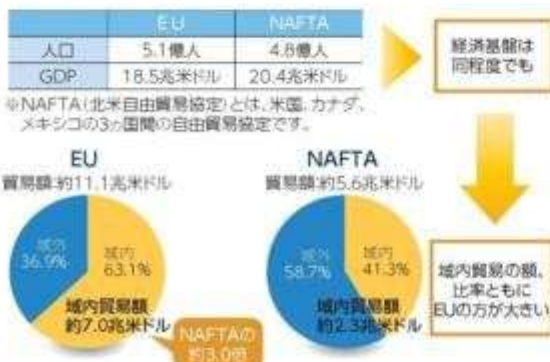 EU NAFTA
人口 5.1億人 4.8億人
GDP 18.5兆米ドル 20.4兆米ドル
経済基盤は
同程度でも
※NAFTA(北米自由貿易協定)とは、米国、カナダ、
メキシコの3ヵ国間の自由貿易協定です。
EU
貿易額:約11.1兆米ドル
域外
36.9%
域内
63.1%
域内貿易額
約7.0兆米ドル
NAFTAの
約3.0倍
NAFTA
貿易額:約5.6兆米ドル
域外
58.7%
域内
41.3%
域内貿易額
約2.3兆米ドル
域内貿易の額、
比率ともに
EUの方が大きい